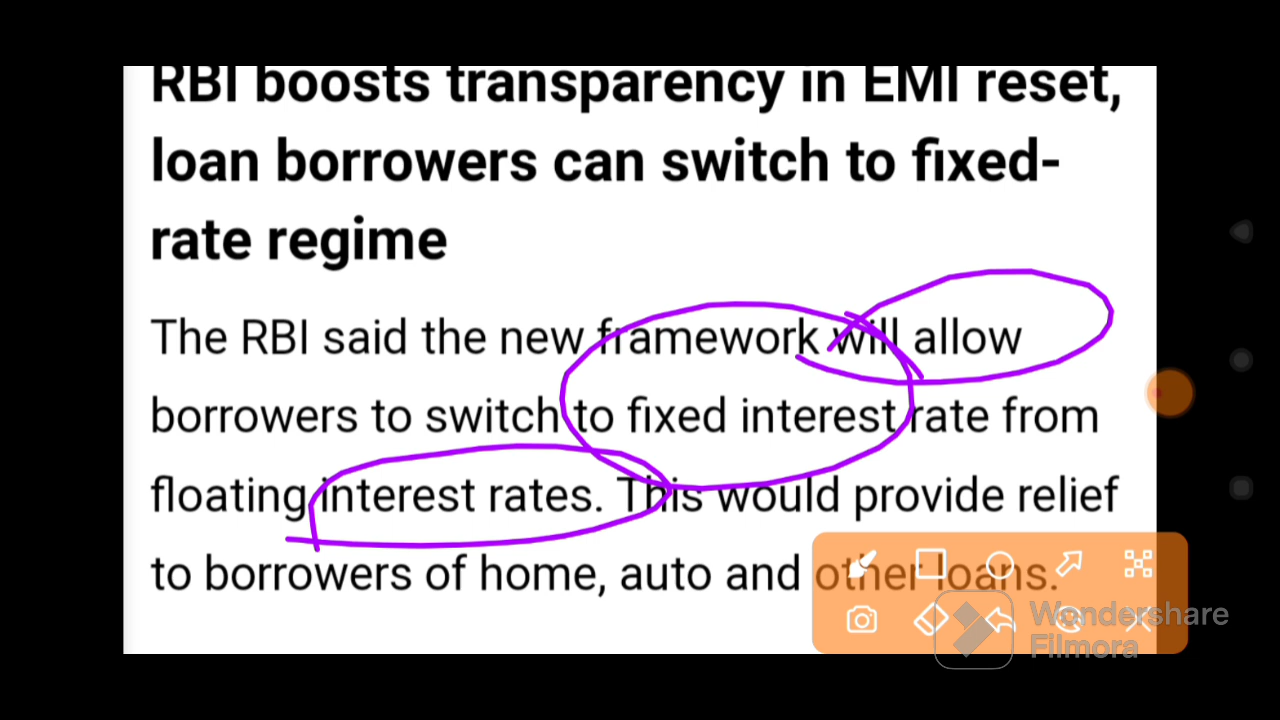 RBI boosts transparency in EMI reset,
loan borrowers can switch to fixed-
rate regime
The RBI said the new framework will allow
borrowers to switch to fixed interest rate from
floating interest rates. This would provide relief
to borrowers of home, auto and other loans.
Wondershare
Filmora